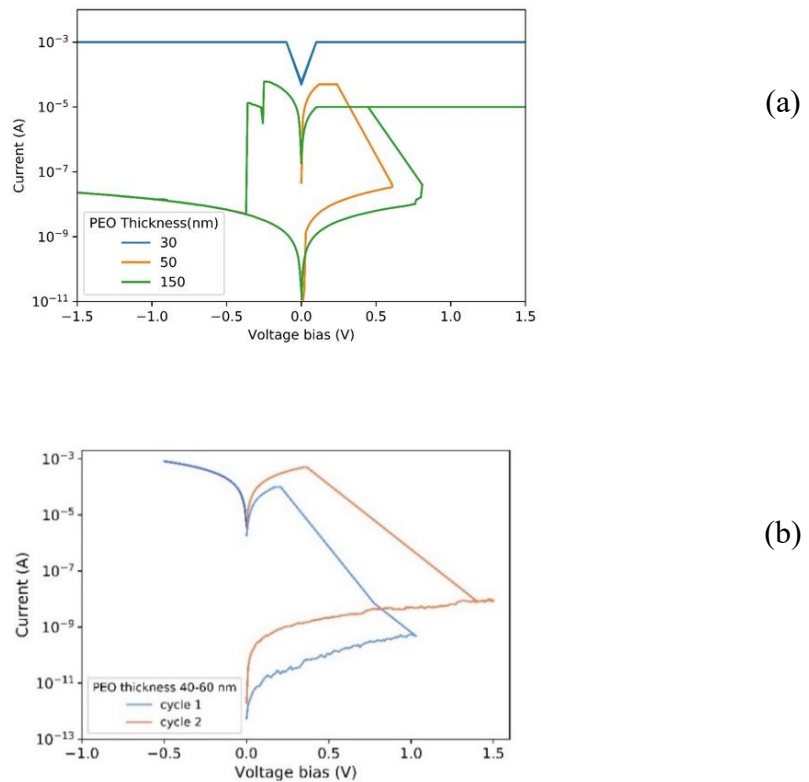 10⁻³
10⁻⁵
10⁻⁷
10⁻⁹
10⁻¹¹
Current (A)
PEO Thickness(nm)
30
50
150
−1.5 −1.0 −0.5 0.0 0.5 1.0 1.5
Voltage bias (V)
(a)
10⁻³
10⁻⁵
10⁻⁷
10⁻⁹
10⁻¹¹
10⁻¹³
Current (A)
PEO thickness 40-60 nm
cycle 1
cycle 2
−1.0 −0.5 0.0 0.5 1.0 1.5
Voltage bias (V)
(b)